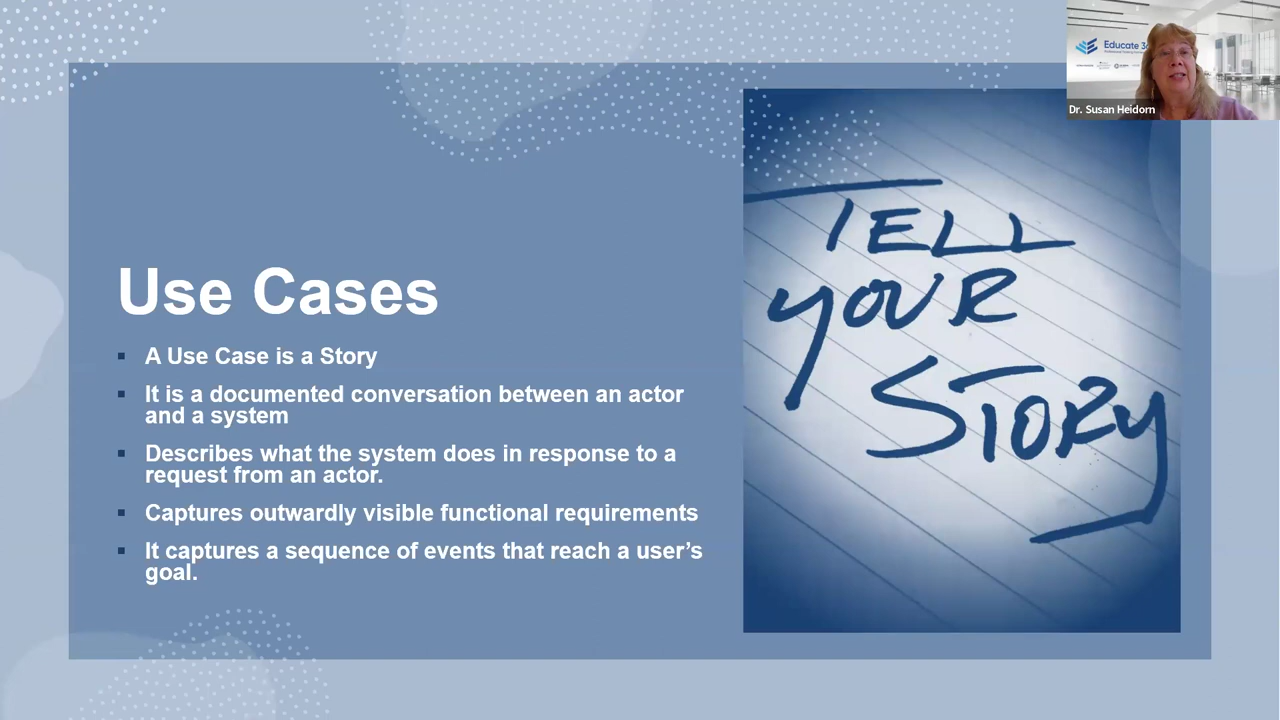 Educate 3
Dr. Susan Heidorn
TELL
YOUR
STORY
Use Cases
▪ A Use Case is a Story
▪ It is a documented conversation between an actor
and a system
▪ Describes what the system does in response to a
request from an actor.
▪ Captures outwardly visible functional requirements
▪ It captures a sequence of events that reach a user’s
goal.